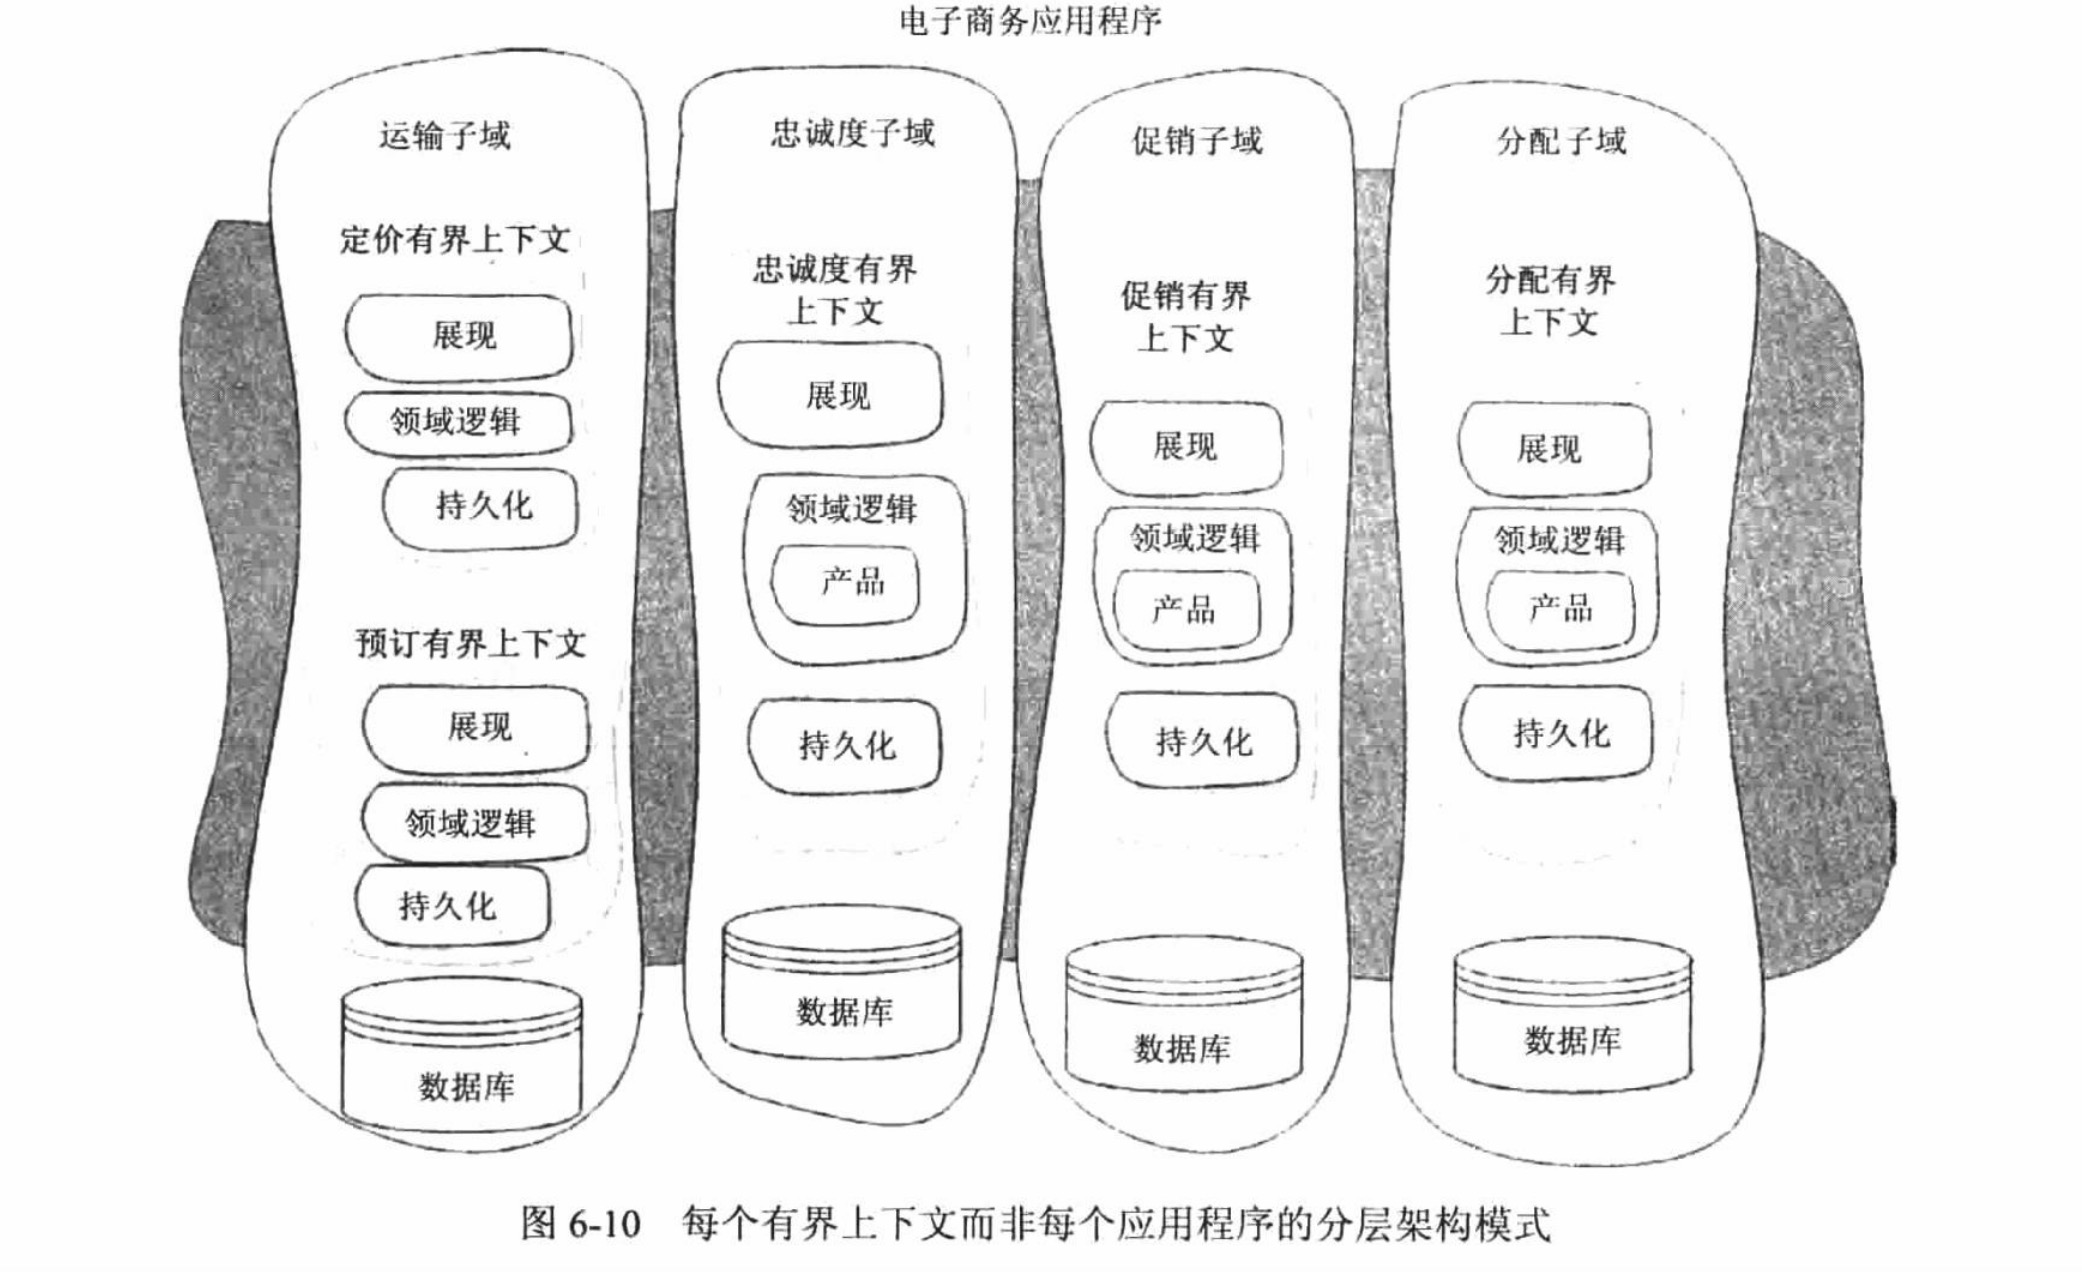 电子商务应用程序
运输子域
定价有界上下文
展现
领域逻辑
持久化
预订有界上下文
展现
领域逻辑
持久化
数据库
忠诚度子域
忠诚度有界
上下文
展现
领域逻辑
产品
持久化
数据库
促销子域
促销有界
上下文
展现
领域逻辑
产品
持久化
数据库
分配子域
分配有界
上下文
展现
领域逻辑
产品
持久化
数据库
图 6-10 每个有界上下文而非每个应用程序的分层架构模式